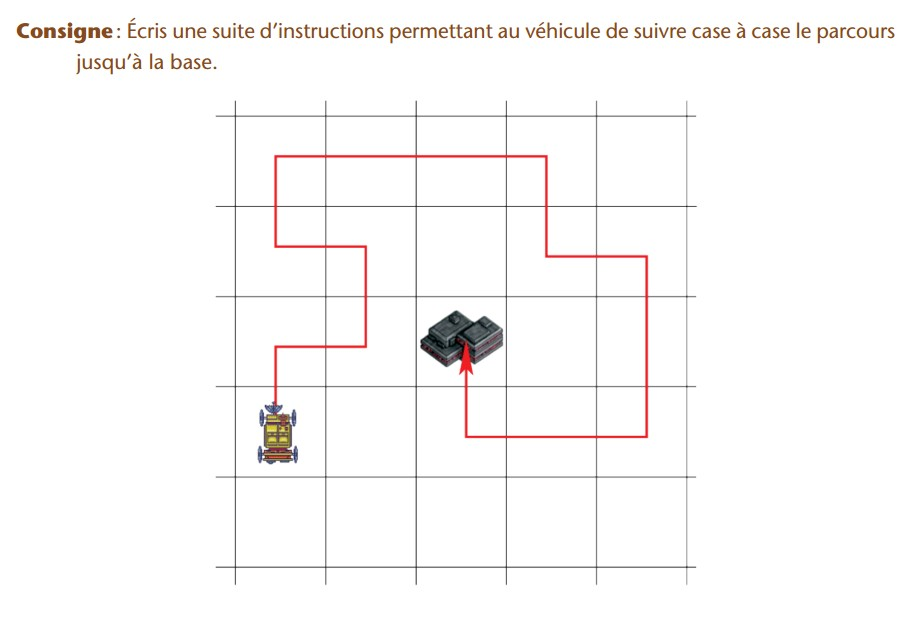 Consigne : Écris une suite d’instructions permettant au véhicule de suivre case à case le parcours
jusqu’à la base.